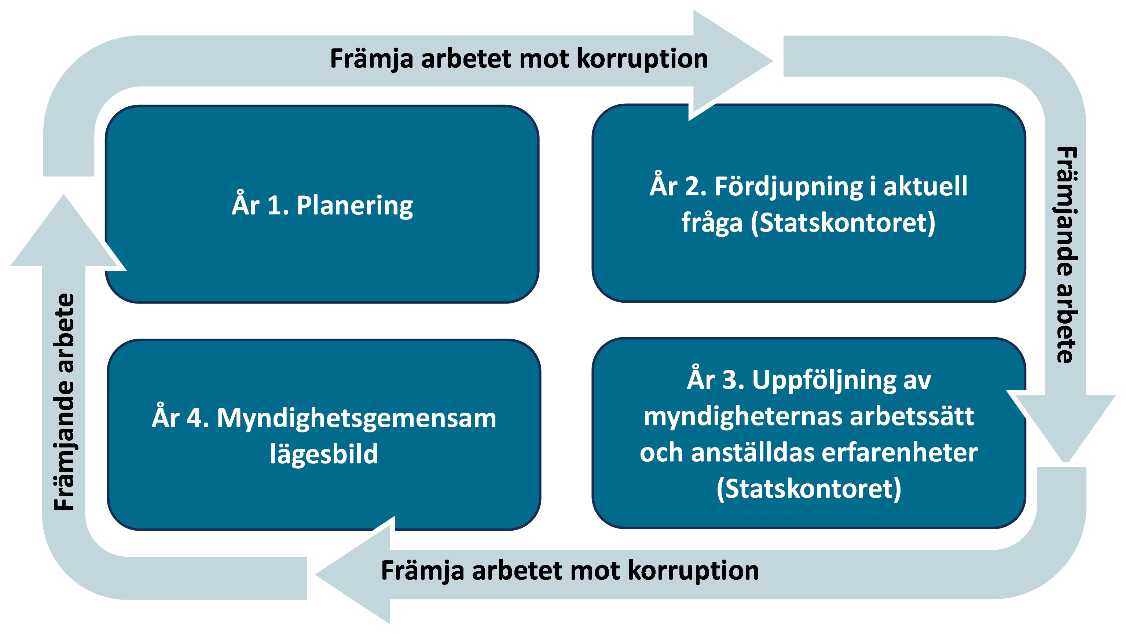 Främja arbetet mot korruption
År 1. Planering
År 2. Fördjupning i aktuell
fråga (Statskontoret)
Främjande arbete
År 3. Uppföljning av
myndigheternas arbetssätt
och anställdas erfarenheter
(Statskontoret)
År 4. Myndighetsgemensam
lägesbild
Främja arbetet mot korruption
Främjande arbete